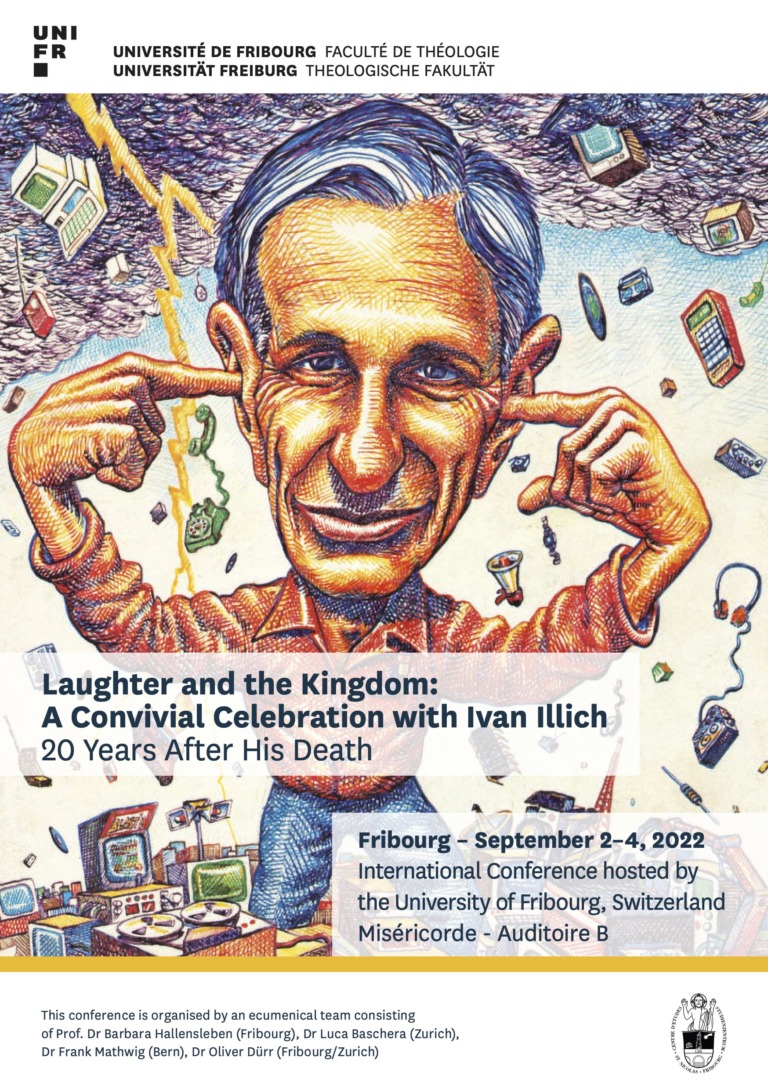 UNI
FR
UNIVERSITÉ DE FRIBOURG FACULTÉ DE THÉOLOGIE
UNIVERSITÄT FREIBURG THEOLOGISCHE FAKULTÄT
Laughter and the Kingdom:
A Convivial Celebration with Ivan Illich
20 Years After His Death
Fribourg – September 2–4, 2022
International Conference hosted by
the University of Fribourg, Switzerland
Miséricorde - Auditoire B
This conference is organised by an ecumenical team consisting
of Prof. Dr Barbara Hallensleben (Fribourg), Dr Luca Baschera (Zurich),
Dr Frank Mathwig (Bern), Dr Oliver Dürr (Fribourg/Zurich)